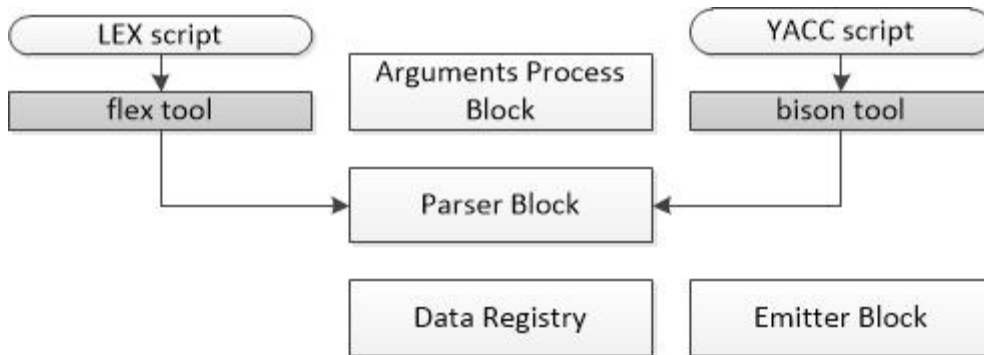 LEX script
YACC script
Arguments Process
Block
flex tool
bison tool
Parser Block
Data Registry
Emitter Block